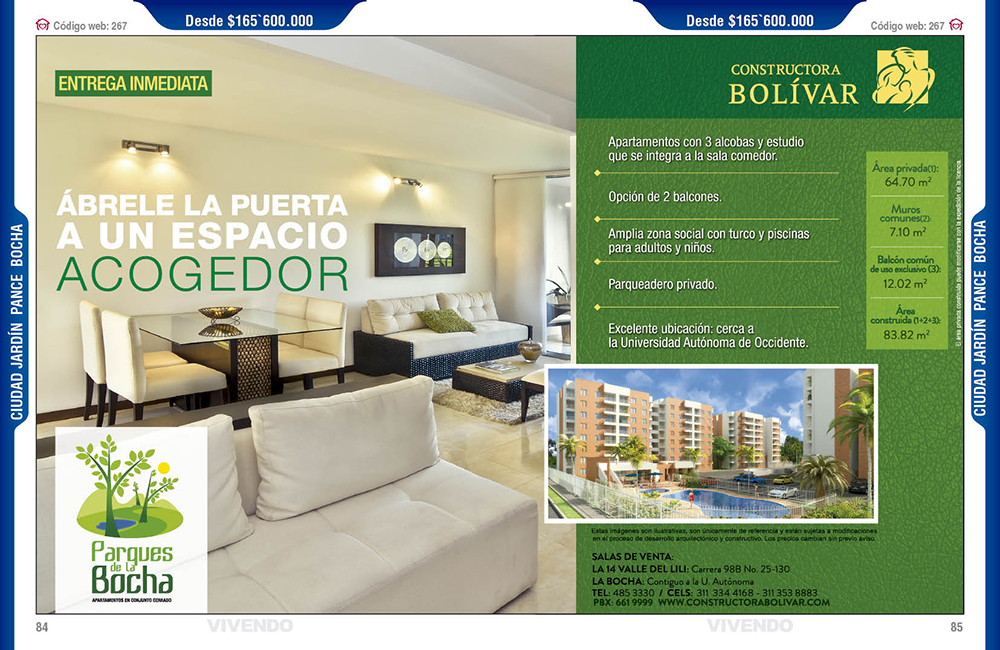 Código web: 267
Desde $165`600.000
Desde $165`600.000
Código web: 267
CIUDAD JARDÍN PANCE BOCHA
ENTREGA INMEDIATA
ÁBRELE LA PUERTA
A UN ESPACIO
ACOGEDOR
Parques
de la
Bocha
APARTAMENTOS EN CONJUNTO CERRADO
CONSTRUCTORA
BOLÍVAR
Apartamentos con 3 alcobas y estudio
que se integra a la sala comedor.
Opción de 2 balcones.
Amplia zona social con turco y piscinas
para adultos y niños.
Parqueadero privado.
Excelente ubicación: cerca a
la Universidad Autónoma de Occidente.
Área privada(1):
64.70 m²
Muros
comunes(2):
7.10 m²
Balcón común
de uso exclusivo (3):
12.02 m²
Área
construida (1+2+3):
83.82 m²
El área privada construida puede modificarse con la expedición de la licencia.
CIUDAD JARDÍN PANCE BOCHA
Estas imágenes son ilustrativas, son únicamente de referencia y están sujetas a modificaciones
en el proceso de desarrollo arquitectónico y constructivo. Los precios cambian sin previo aviso.
SALAS DE VENTA:
LA 14 VALLE DEL LILI: Carrera 98B No. 25-130
LA BOCHA: Contiguo a la U. Autónoma
TEL: 485 3330 / CELS: 311 334 4168 - 311 353 8883
PBX: 661 9999 WWW.CONSTRUCTORABOLIVAR.COM
84
VIVENDO
VIVENDO
85